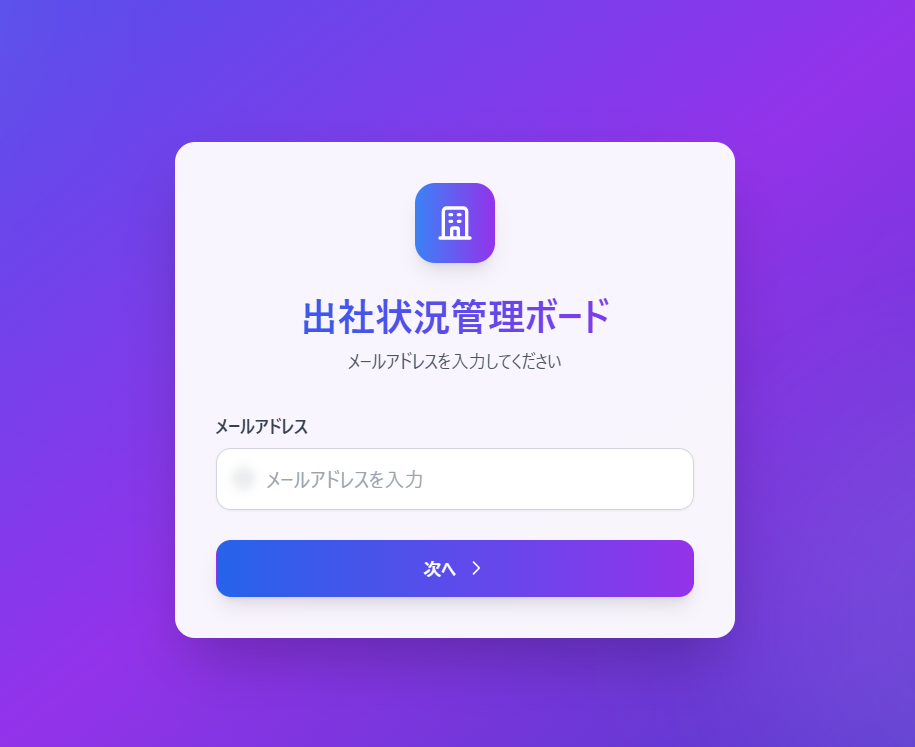 出社状況管理ボード
メールアドレスを入力してください
メールアドレス
メールアドレスを入力
次へ